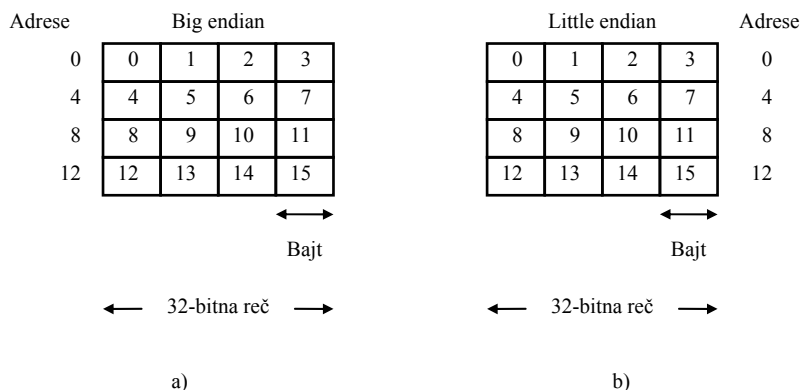 Adrese Big endian Little endian Adrese
0 0 1 2 3 0 1 2 3 0
4 4 5 6 7 4 5 6 7 4
8 8 9 10 11 8 9 10 11 8
12 12 13 14 15 12 13 14 15 12
Bajt Bajt
32-bitna reč 32-bitna reč
a) b)